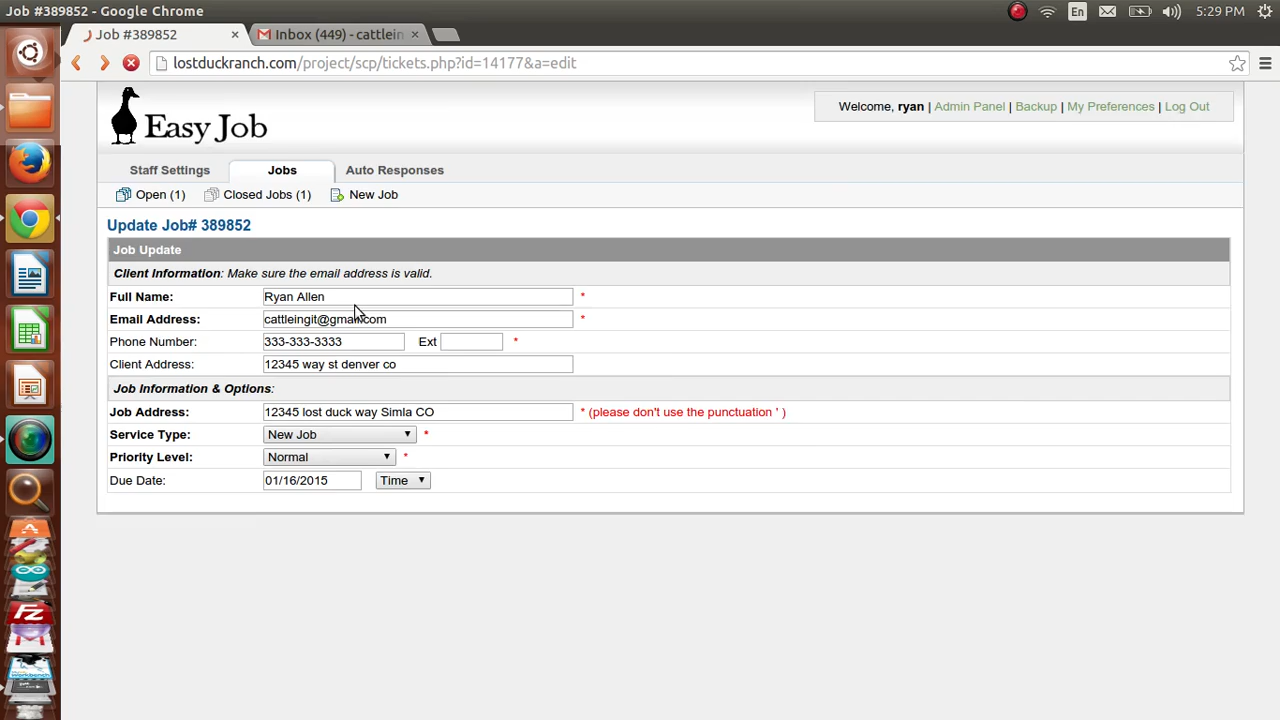 Job #389852 - Google Chrome
En
5:29 PM
Job #389852 ×
Inbox (449) - cattlein ×
lostduckranch.com/project/scp/tickets.php?id=14177&a=edit
Easy Job
Welcome, ryan | Admin Panel | Backup | My Preferences | Log Out
Staff Settings
Jobs
Auto Responses
Open (1)
Closed Jobs (1)
New Job
Update Job# 389852
Job Update
Client Information: Make sure the email address is valid.
Full Name: Ryan Allen *
Email Address: cattleingit@gmail.com *
Phone Number: 333-333-3333 Ext *
Client Address: 12345 way st denver co
Job Information & Options:
Job Address: 12345 lost duck way Simla CO * (please don't use the punctuation ' )
Service Type: New Job *
Priority Level: Normal *
Due Date: 01/16/2015 Time
Fz
workbench